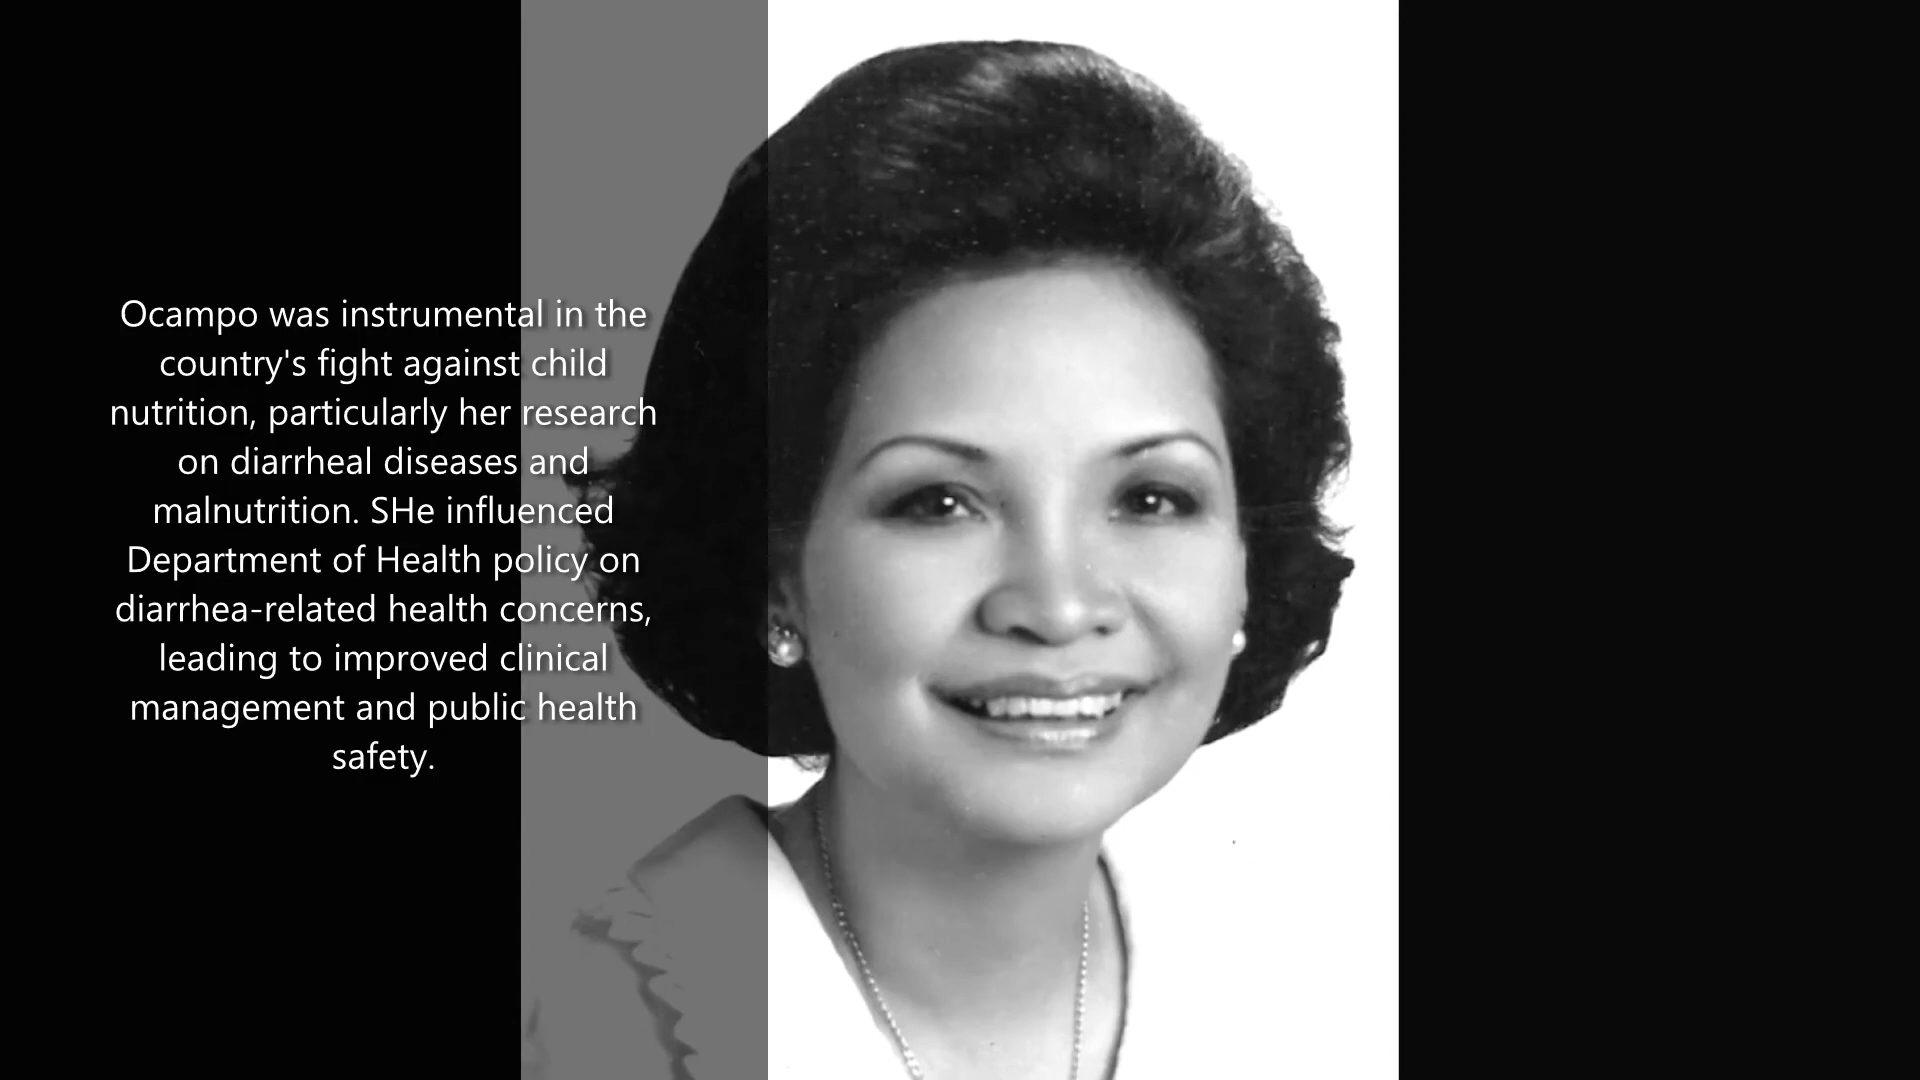 Ocampo was instrumental in the
country's fight against child
nutrition, particularly her research
on diarrheal diseases and
malnutrition. SHe influenced
Department of Health policy on
diarrhea-related health concerns,
leading to improved clinical
management and public health
safety.